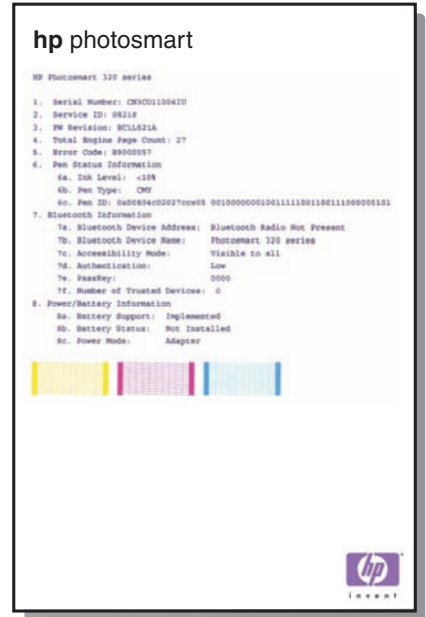 hp photosmart
HP Photosmart 320 series
1. Serial Number:
2. Service ID: 08218
3. FW Revision:
4. Total Engine Page Count: 27
5. Error Code:
6. Pen Status Information
6a. Ink Level: <10%
6b. Pen Type: CMY
6c. Pen ID:
7. Bluetooth Information
7a. Bluetooth Device Address: Bluetooth Radio Not Present
7b. Bluetooth Device Name: Photosmart 320 series
7c. Accessibility Mode: Visible to all
7d. Authentication: Low
7e. PassKey: 0000
7f. Number of Trusted Devices: 0
8. Power/Battery Information
8a. Battery Support: Implemented
8b. Battery Status: Not Installed
8c. Power Mode: Adapter
hp
invent